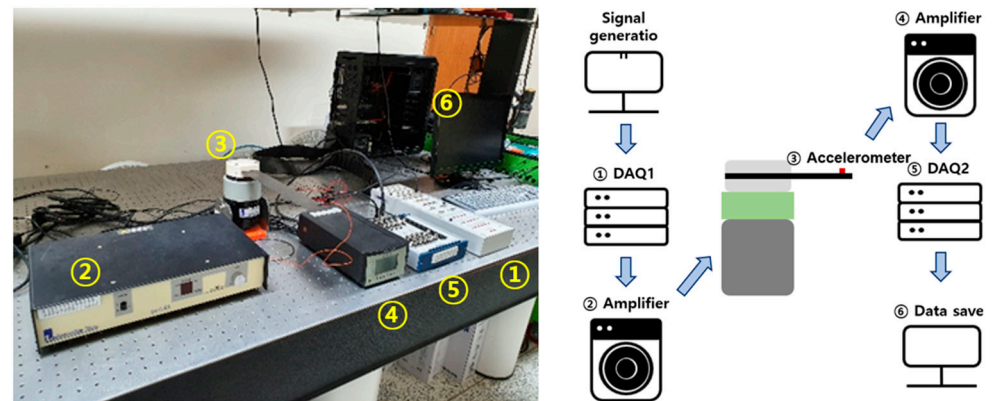 ⑥
③
②
①
⑤
④
Signal
generatio
① DAQ1
② Amplifier
③ Accelerometer
④ Amplifier
⑤ DAQ2
⑥ Data save